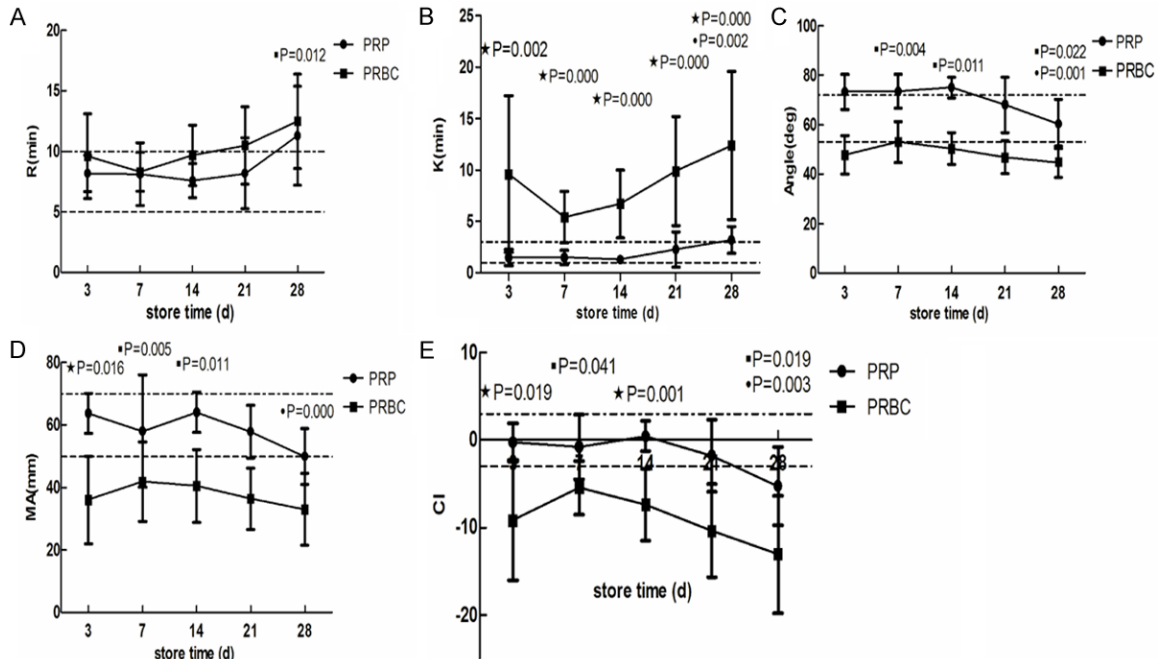 A
20
15
10
5
0
R(min)
▪P=0.012
PRP
PRBC
3 7 14 21 28
store time (d)
B
25
20
15
10
5
0
K(min)
★P=0.002
★P=0.000
★P=0.000
★P=0.000
★P=0.000
•P=0.002
3 7 14 21 28
store time (d)
C
100
80
60
40
20
0
Angle(deg)
▪P=0.004
▪P=0.011
▪P=0.022
•P=0.001
PRP
PRBC
3 7 14 21 28
store time (d)
D
80
60
40
20
0
MA(mm)
★P=0.016
▪P=0.005
▪P=0.011
•P=0.000
PRP
PRBC
3 7 14 21 28
store time (d)
E
10
0
-10
-20
CI
★P=0.019
▪P=0.041
★P=0.001
▪P=0.019
•P=0.003
PRP
PRBC
14 21 28
store time (d)